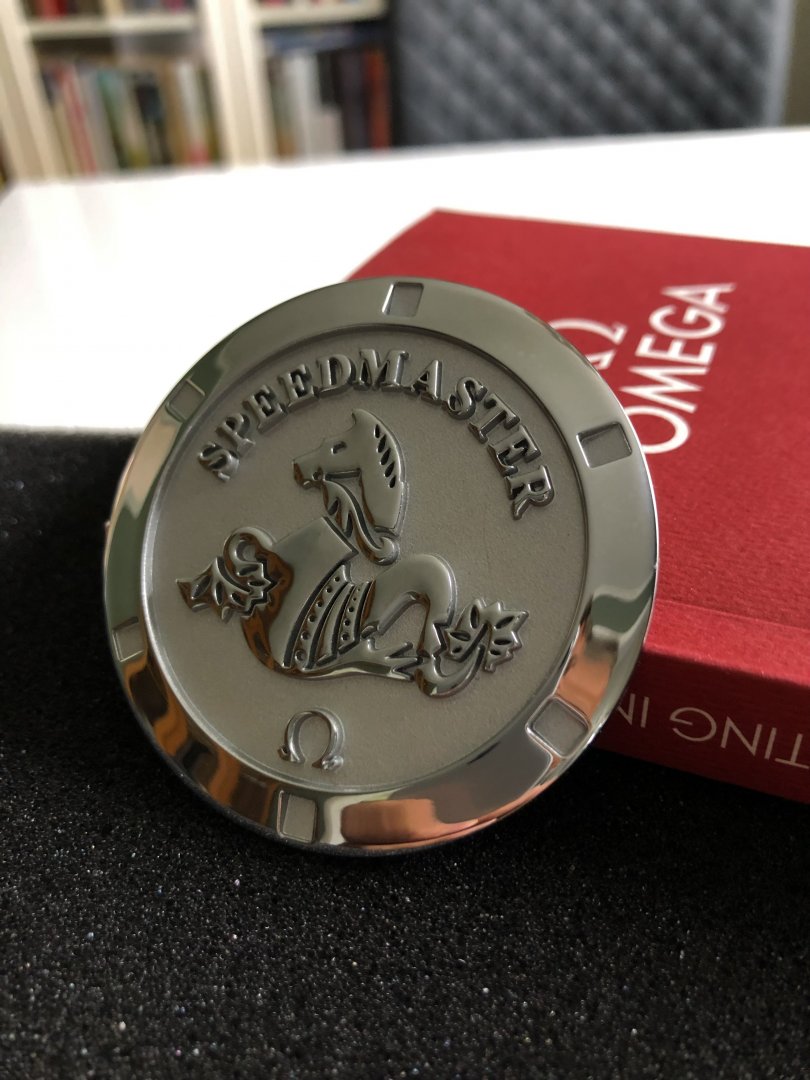 SPEEDMASTER
Ω
Ω
OMEGA
TING IN